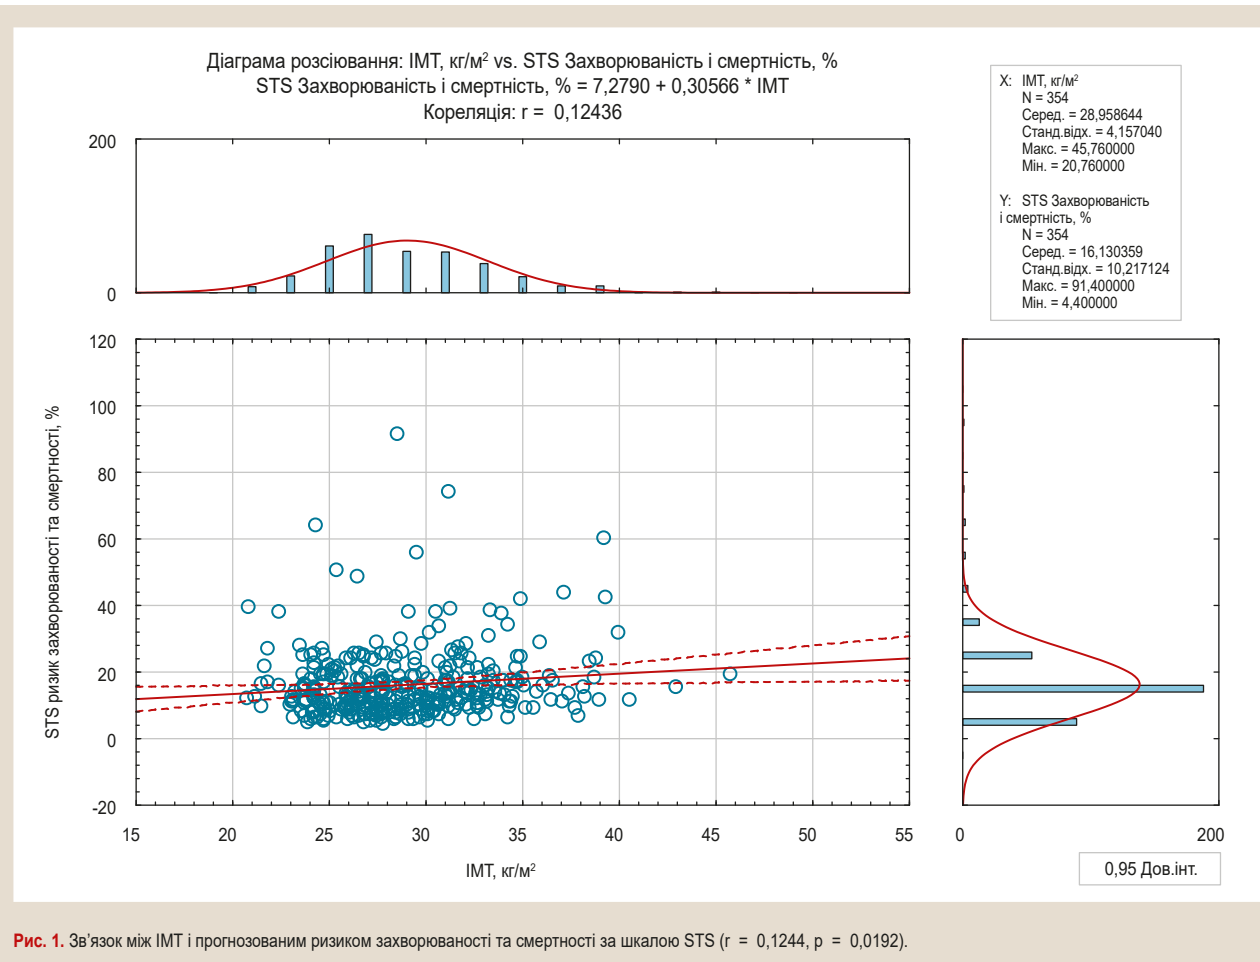 Діаграма розсіювання: ІМТ, кг/м² vs. STS Захворюваність і смертність, %
STS Захворюваність і смертність, % = 7,2790 + 0,30566 * ІМТ
Кореляція: r = 0,12436
X: ІМТ, кг/м²
N = 354
Серед. = 28,958644
Станд.відх. = 4,157040
Макс. = 45,760000
Мін. = 20,760000
Y: STS Захворюваність
і смертність, %
N = 354
Серед. = 16,130359
Станд.відх. = 10,217124
Макс. = 91,400000
Мін. = 4,400000
200
0
120
100
80
60
40
20
0
-20
STS ризик захворюваності та смертності, %
15 20 25 30 35 40 45 50 55
ІМТ, кг/м²
0 200
0,95 Дов.інт.
Рис. 1. Зв’язок між ІМТ і прогнозованим ризиком захворюваності та смертності за шкалою STS (r = 0,1244, p = 0,0192).